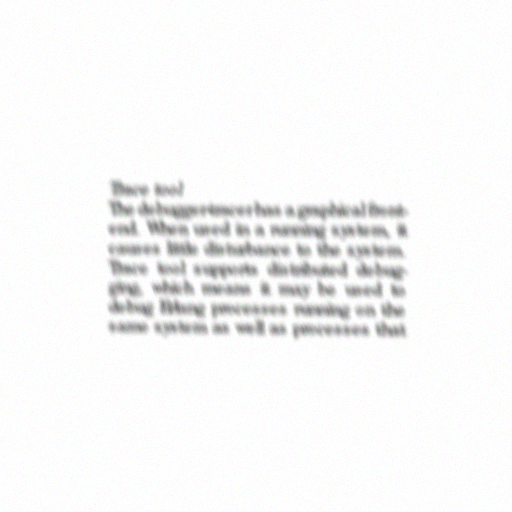 Trace tool
The debugger-tracer has a graphical front-
end. When used in a running system, it
causes little disturbance to the system.
Trace tool supports distributed debug-
ging, which means it may be used to
debug Erlang processes running on the
same system as well as processes that